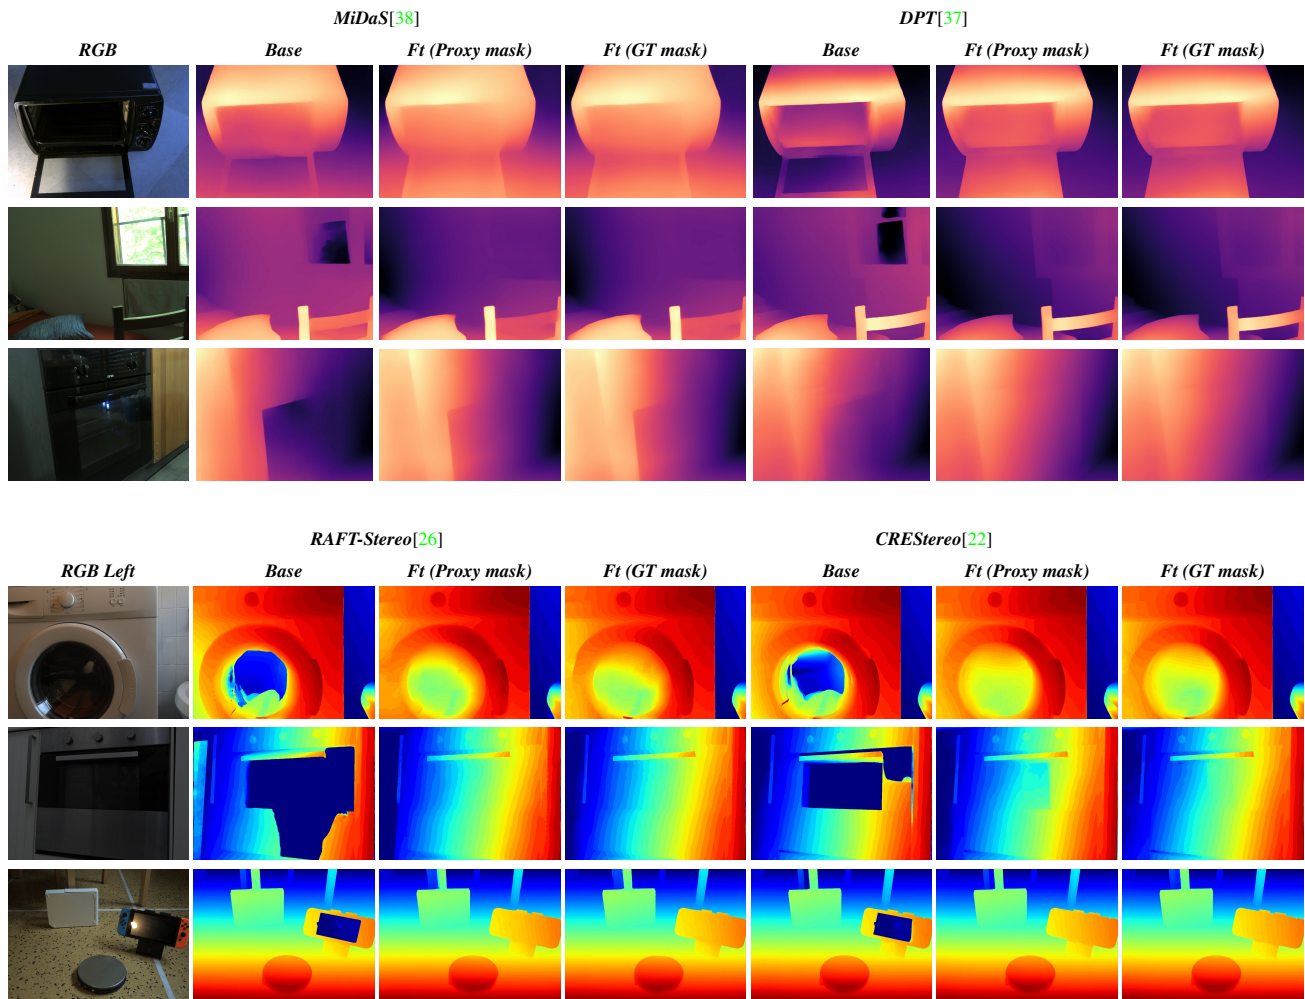 MiDaS[38] DPT[37]
RGB Base Ft (Proxy mask) Ft (GT mask) Base Ft (Proxy mask) Ft (GT mask)
RAFT-Stereo[26] CREStereo[22]
RGB Left Base Ft (Proxy mask) Ft (GT mask) Base Ft (Proxy mask) Ft (GT mask)